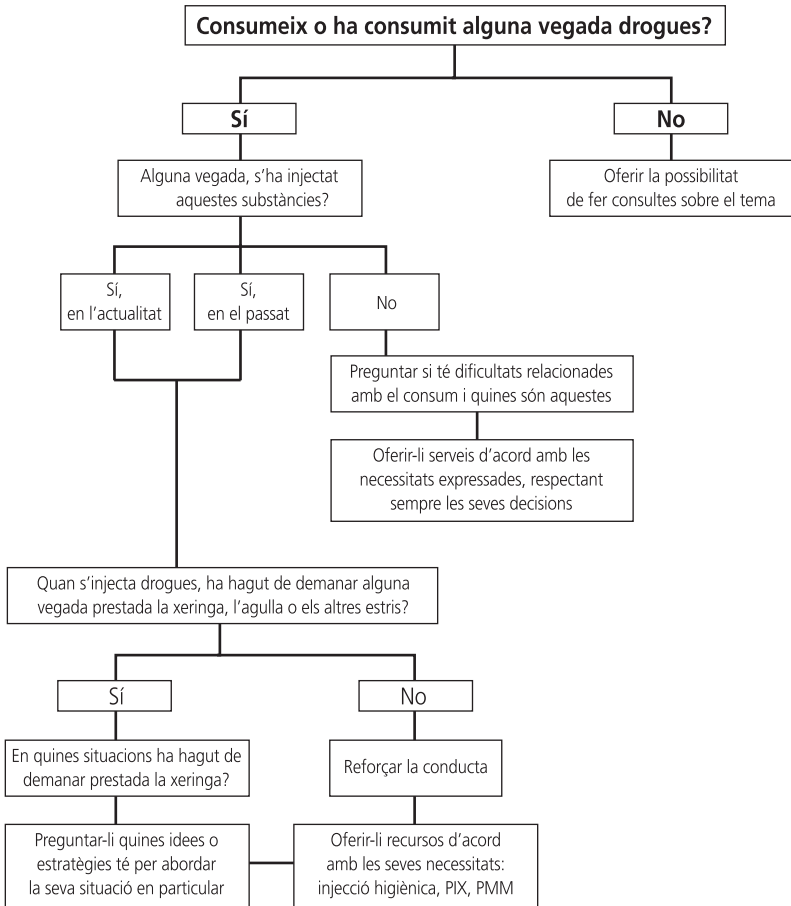 Consumeix o ha consumit alguna vegada drogues?
Sí
No
Alguna vegada, s'ha injectat
aquestes substàncies?
Oferir la possibilitat
de fer consultes sobre el tema
Sí,
en l'actualitat
Sí,
en el passat
No
Preguntar si té dificultats relacionades
amb el consum i quines són aquestes
Oferir-li serveis d'acord amb les
necessitats expressades, respectant
sempre les seves decisions
Quan s'injecta drogues, ha hagut de demanar alguna
vegada prestada la xeringa, l'agulla o els altres estris?
Sí
No
En quines situacions ha hagut de
demanar prestada la xeringa?
Reforçar la conducta
Preguntar-li quines idees o
estratègies té per abordar
la seva situació en particular
Oferir-li recursos d'acord
amb les seves necessitats:
injecció higiènica, PIX, PMM